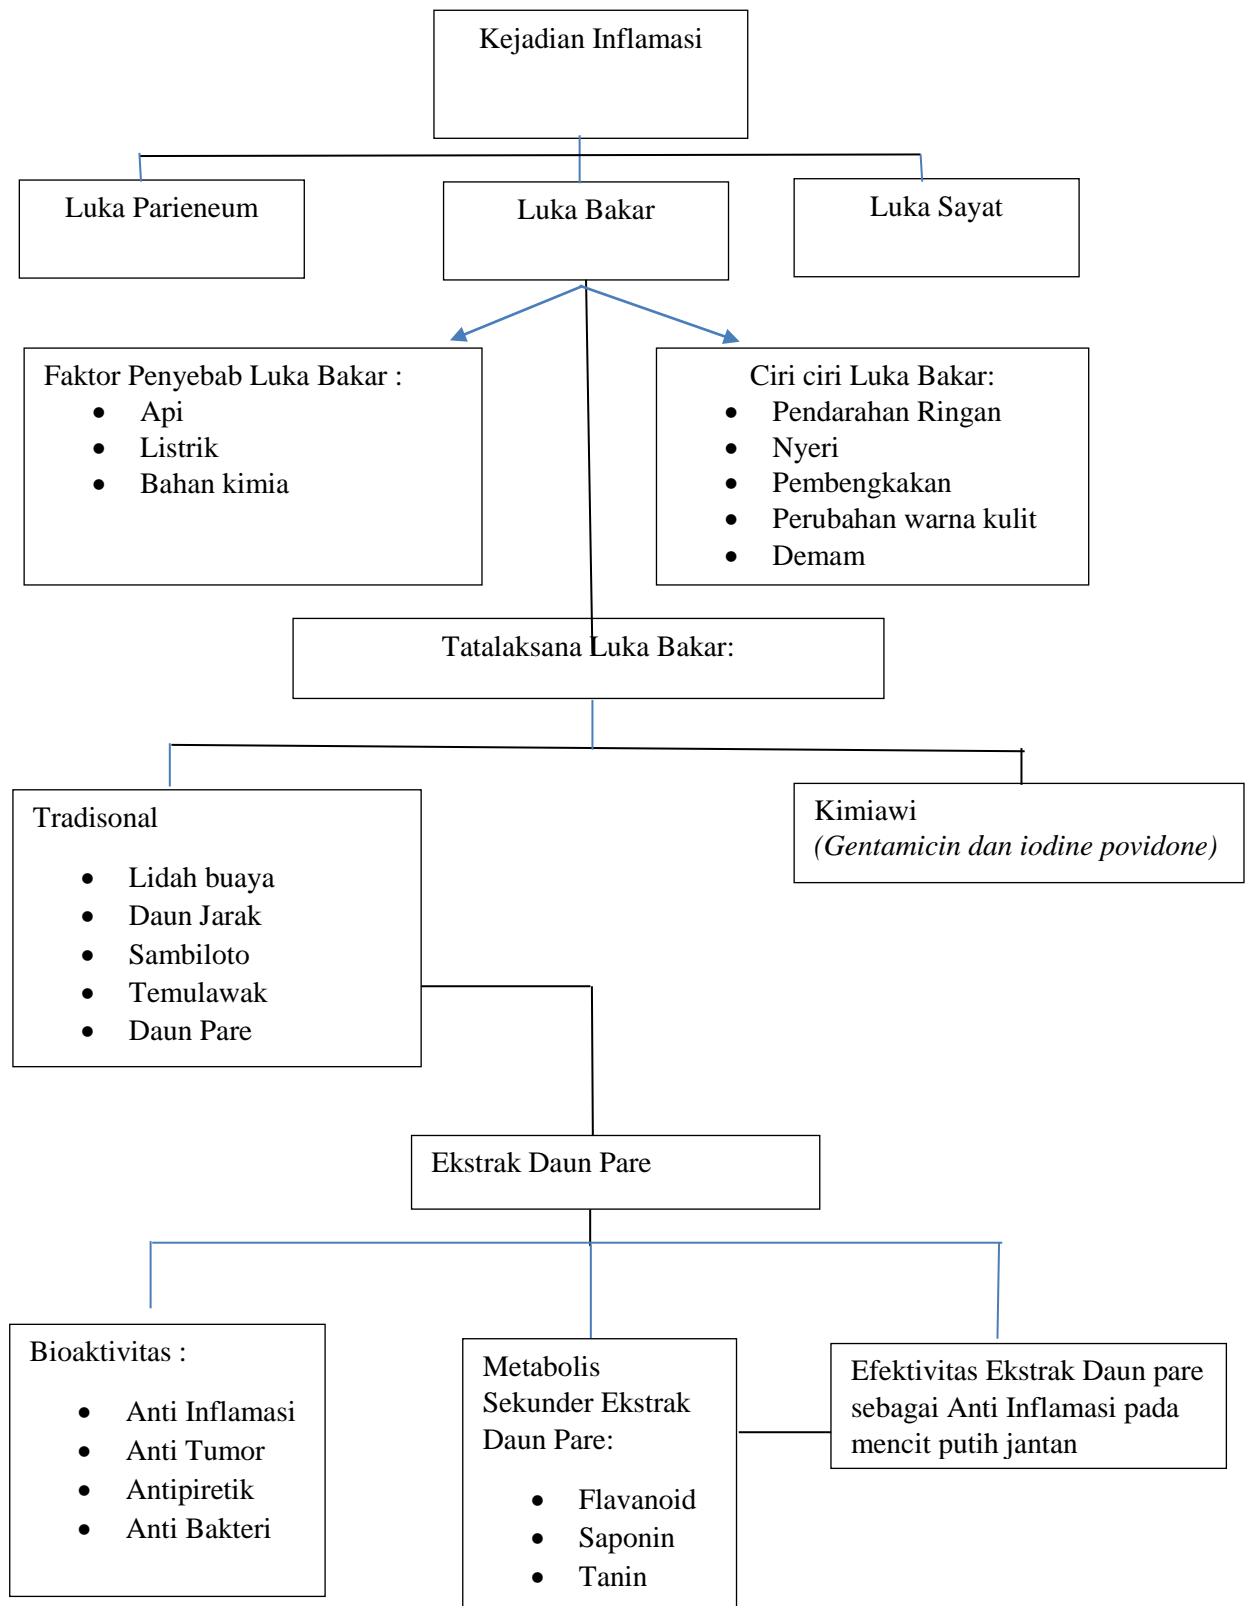 Kejadian Inflamasi
Luka Parieneum
Luka Bakar
Luka Sayat
Faktor Penyebab Luka Bakar :
• Api
• Listrik
• Bahan kimia
Ciri ciri Luka Bakar:
• Pendarahan Ringan
• Nyeri
• Pembengkakan
• Perubahan warna kulit
• Demam
Tatalaksana Luka Bakar:
Tradisonal
• Lidah buaya
• Daun Jarak
• Sambiloto
• Temulawak
• Daun Pare
Kimiawi
(Gentamicin dan iodine povidone)
Ekstrak Daun Pare
Bioaktivitas :
• Anti Inflamasi
• Anti Tumor
• Antipiretik
• Anti Bakteri
Metabolis
Sekunder Ekstrak
Daun Pare:
• Flavanoid
• Saponin
• Tanin
Efektivitas Ekstrak Daun pare
sebagai Anti Inflamasi pada
mencit putih jantan